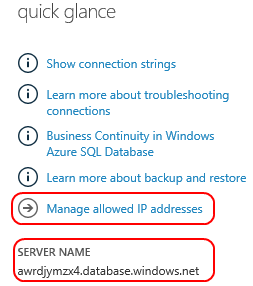 quick glance
Show connection strings
Learn more about troubleshooting
connections
Business Continuity in Windows
Azure SQL Database
Learn more about backup and restore
Manage allowed IP addresses
SERVER NAME
awrdjymzx4.database.windows.net